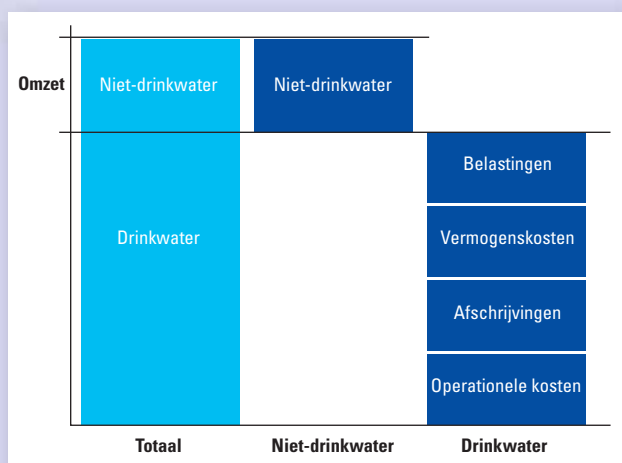 Omzet
Niet-drinkwater
Niet-drinkwater
Belastingen
Drinkwater
Vermogenskosten
Afschrijvingen
Operationele kosten
Totaal
Niet-drinkwater
Drinkwater